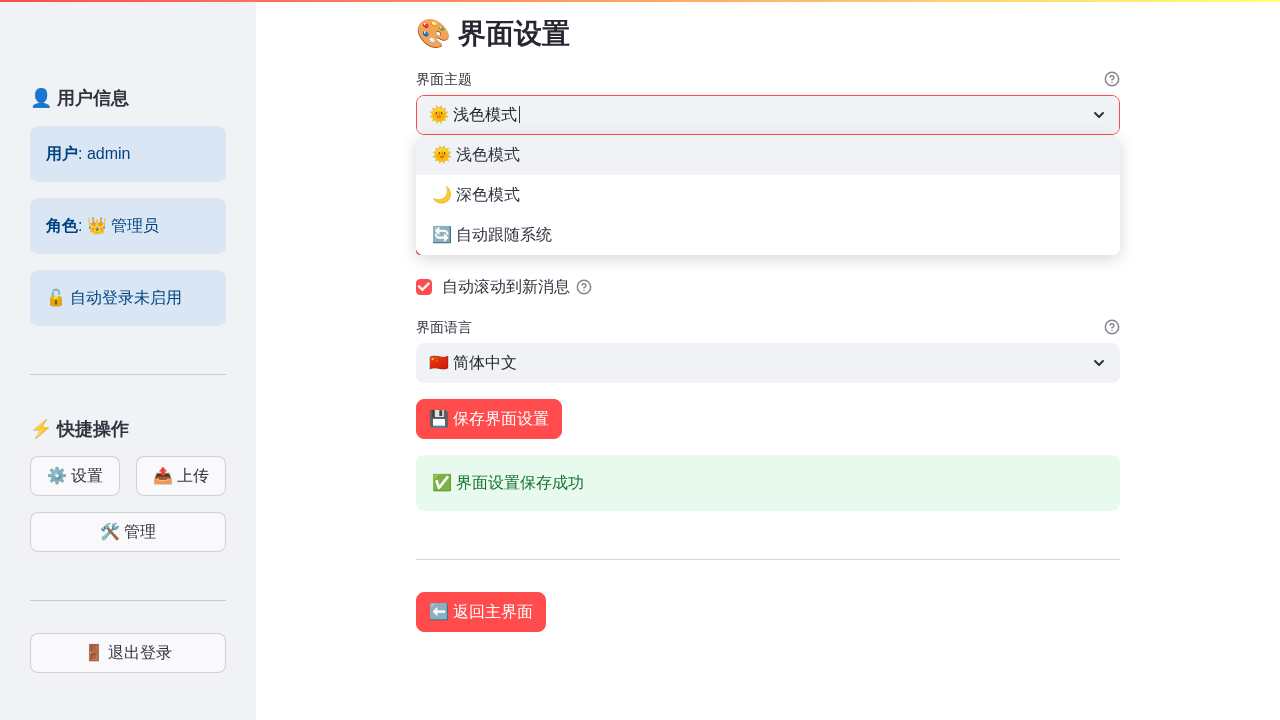 👤 用户信息
用户: admin
角色: 👑 管理员
🔓 自动登录未启用
⚡ 快捷操作
⚙️ 设置
📤 上传
🛠️ 管理
🚪 退出登录
🎨 界面设置
界面主题
🌞 浅色模式
🌞 浅色模式
🌙 深色模式
🔄 自动跟随系统
自动滚动到新消息
界面语言
🇨🇳 简体中文
💾 保存界面设置
✅ 界面设置保存成功
⬅️ 返回主界面